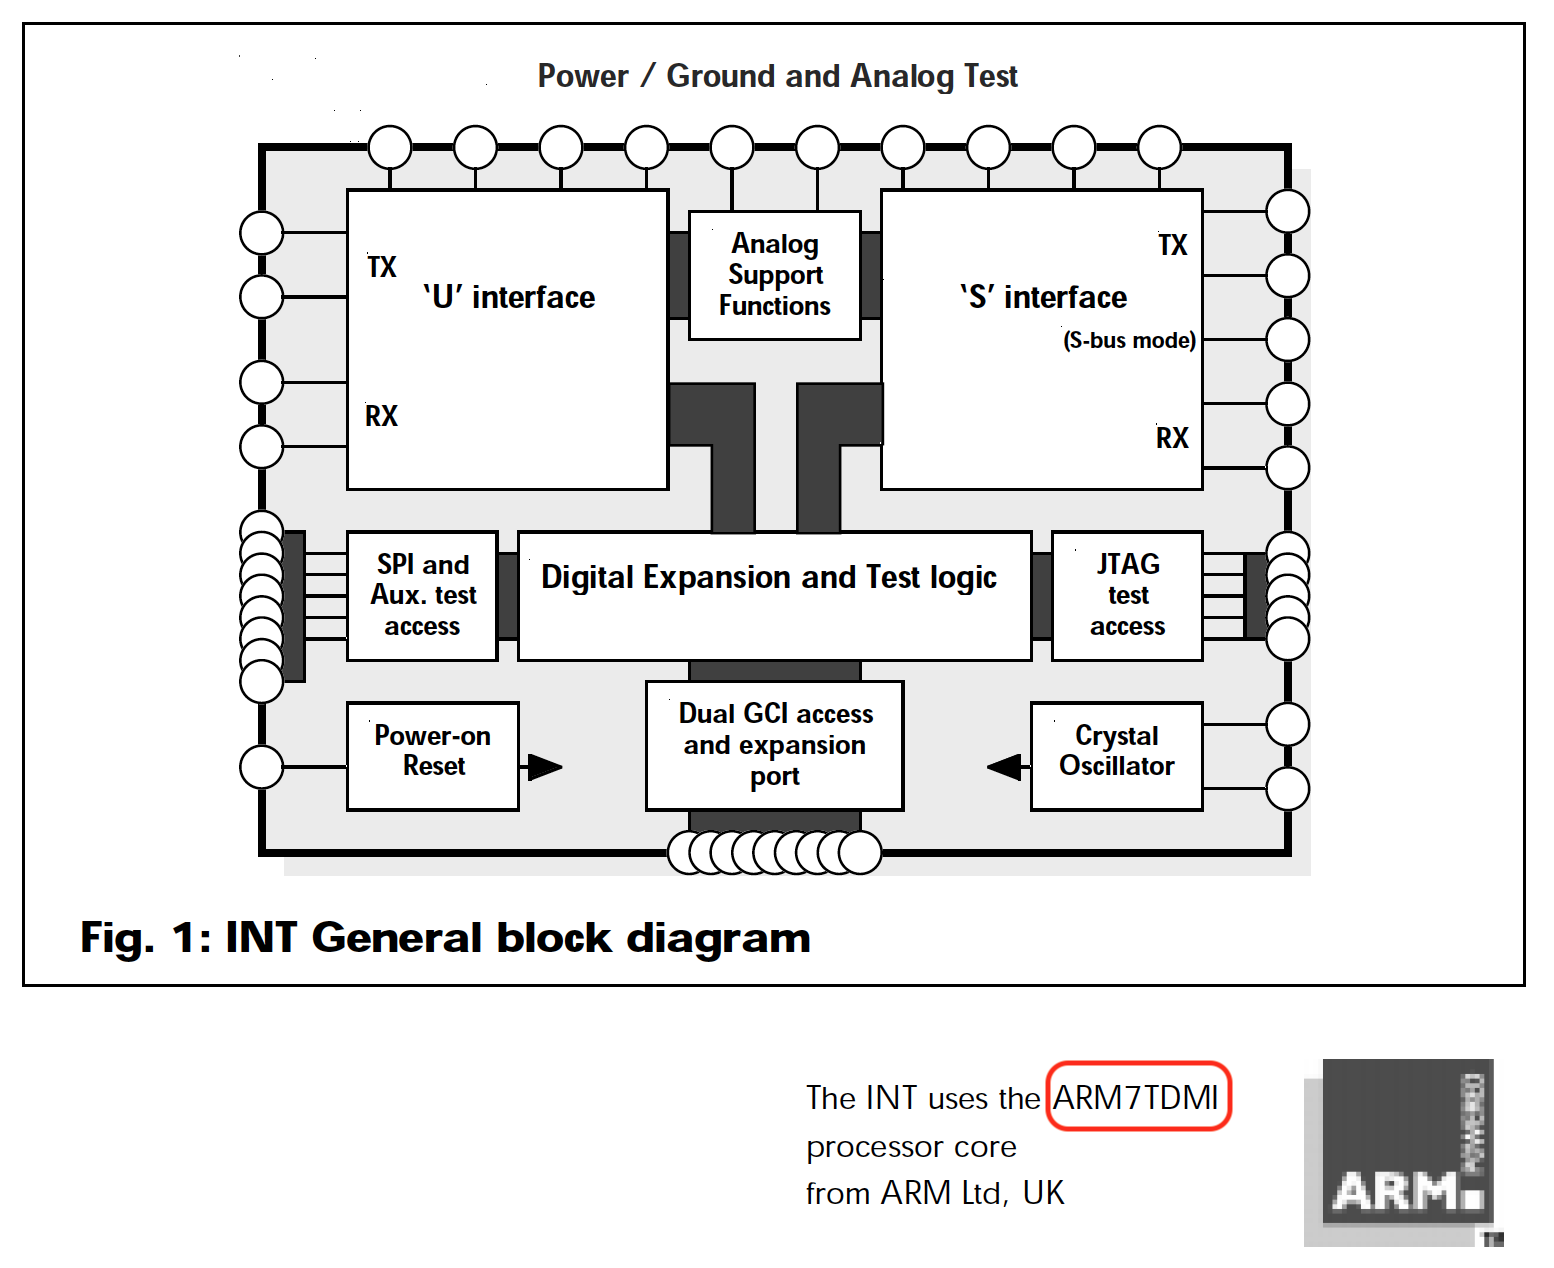 Power / Ground and Analog Test
TX
'U' interface
RX
Analog
Support
Functions
TX
'S' interface
(S-bus mode)
RX
SPI and
Aux. test
access
Digital Expansion and Test logic
JTAG
test
access
Power-on
Reset
Dual GCI access
and expansion
port
Crystal
Oscillator
Fig. 1: INT General block diagram
The INT uses the ARM7TDMI
processor core
from ARM Ltd, UK
POWERED
ARM
TM